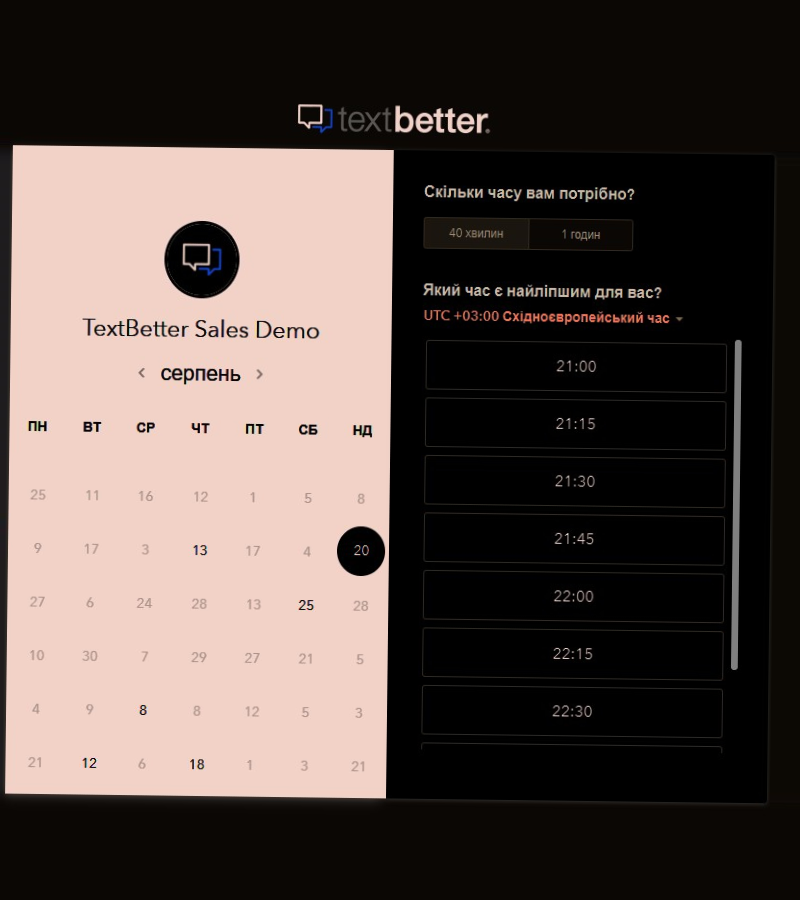 textbetter.
TextBetter Sales Demo
серпень
ПН ВТ СР ЧТ ПТ СБ НД
25 11 16 12 1 5 8
9 17 3 13 17 4 20
27 6 24 28 13 25 28
10 30 7 29 27 21 5
4 9 8 8 12 5 3
21 12 6 18 1 3 21
Скільки часу вам потрібно?
40 хвилин 1 годин
Який час є найліпшим для вас?
UTC +03:00 Східноєвропейський час
21:00
21:15
21:30
21:45
22:00
22:15
22:30